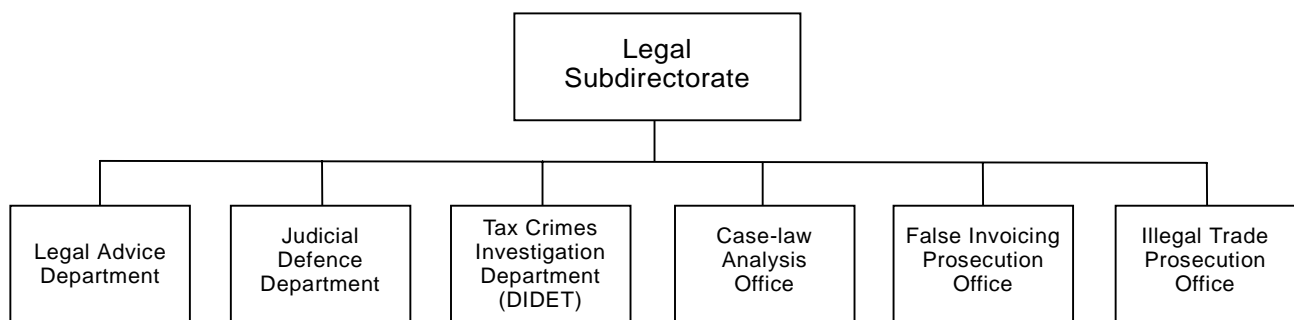 Legal
Subdirectorate
Legal Advice
Department
Judicial
Defence
Department
Tax Crimes
Investigation
Department
(DIDET)
Case-law
Analysis
Office
False Invoicing
Prosecution
Office
Illegal Trade
Prosecution
Office